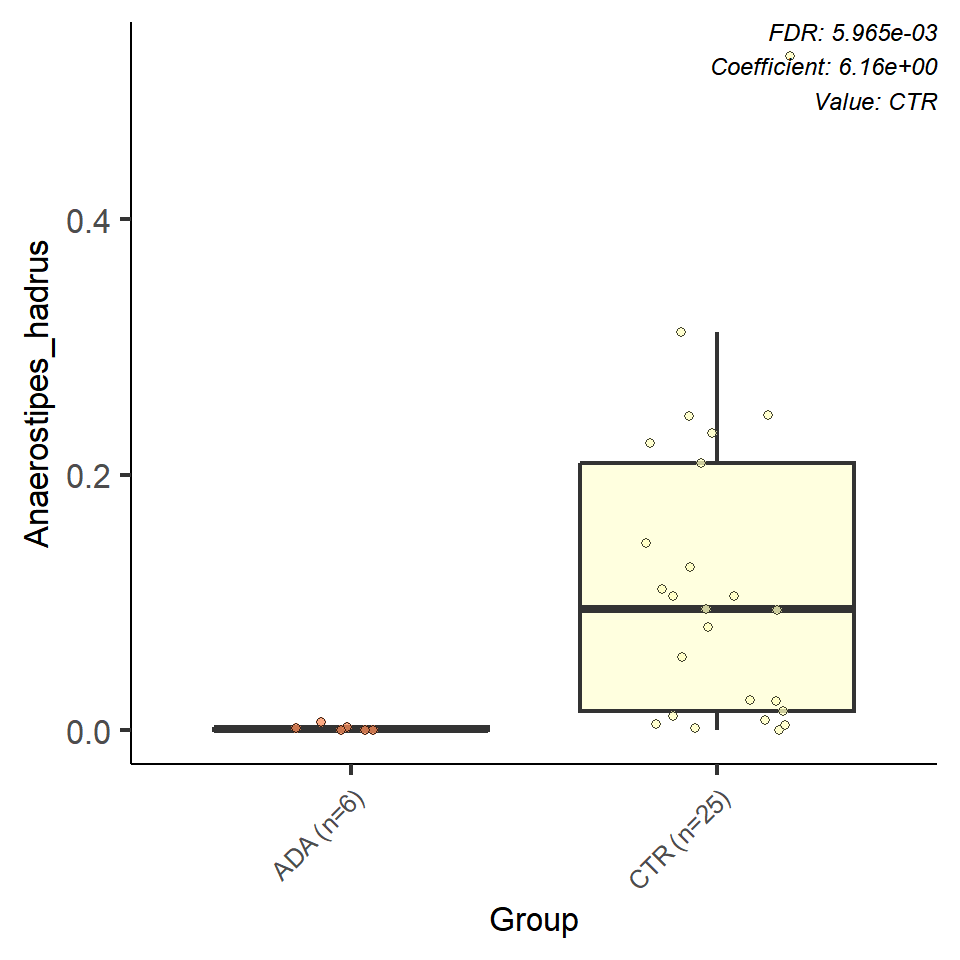 FDR: 5.965e-03
Coefficient: 6.16e+00
Value: CTR
Anaerostipes_hadrus
0.4
0.2
0.0
ADA (n=6)
CTR (n=25)
Group